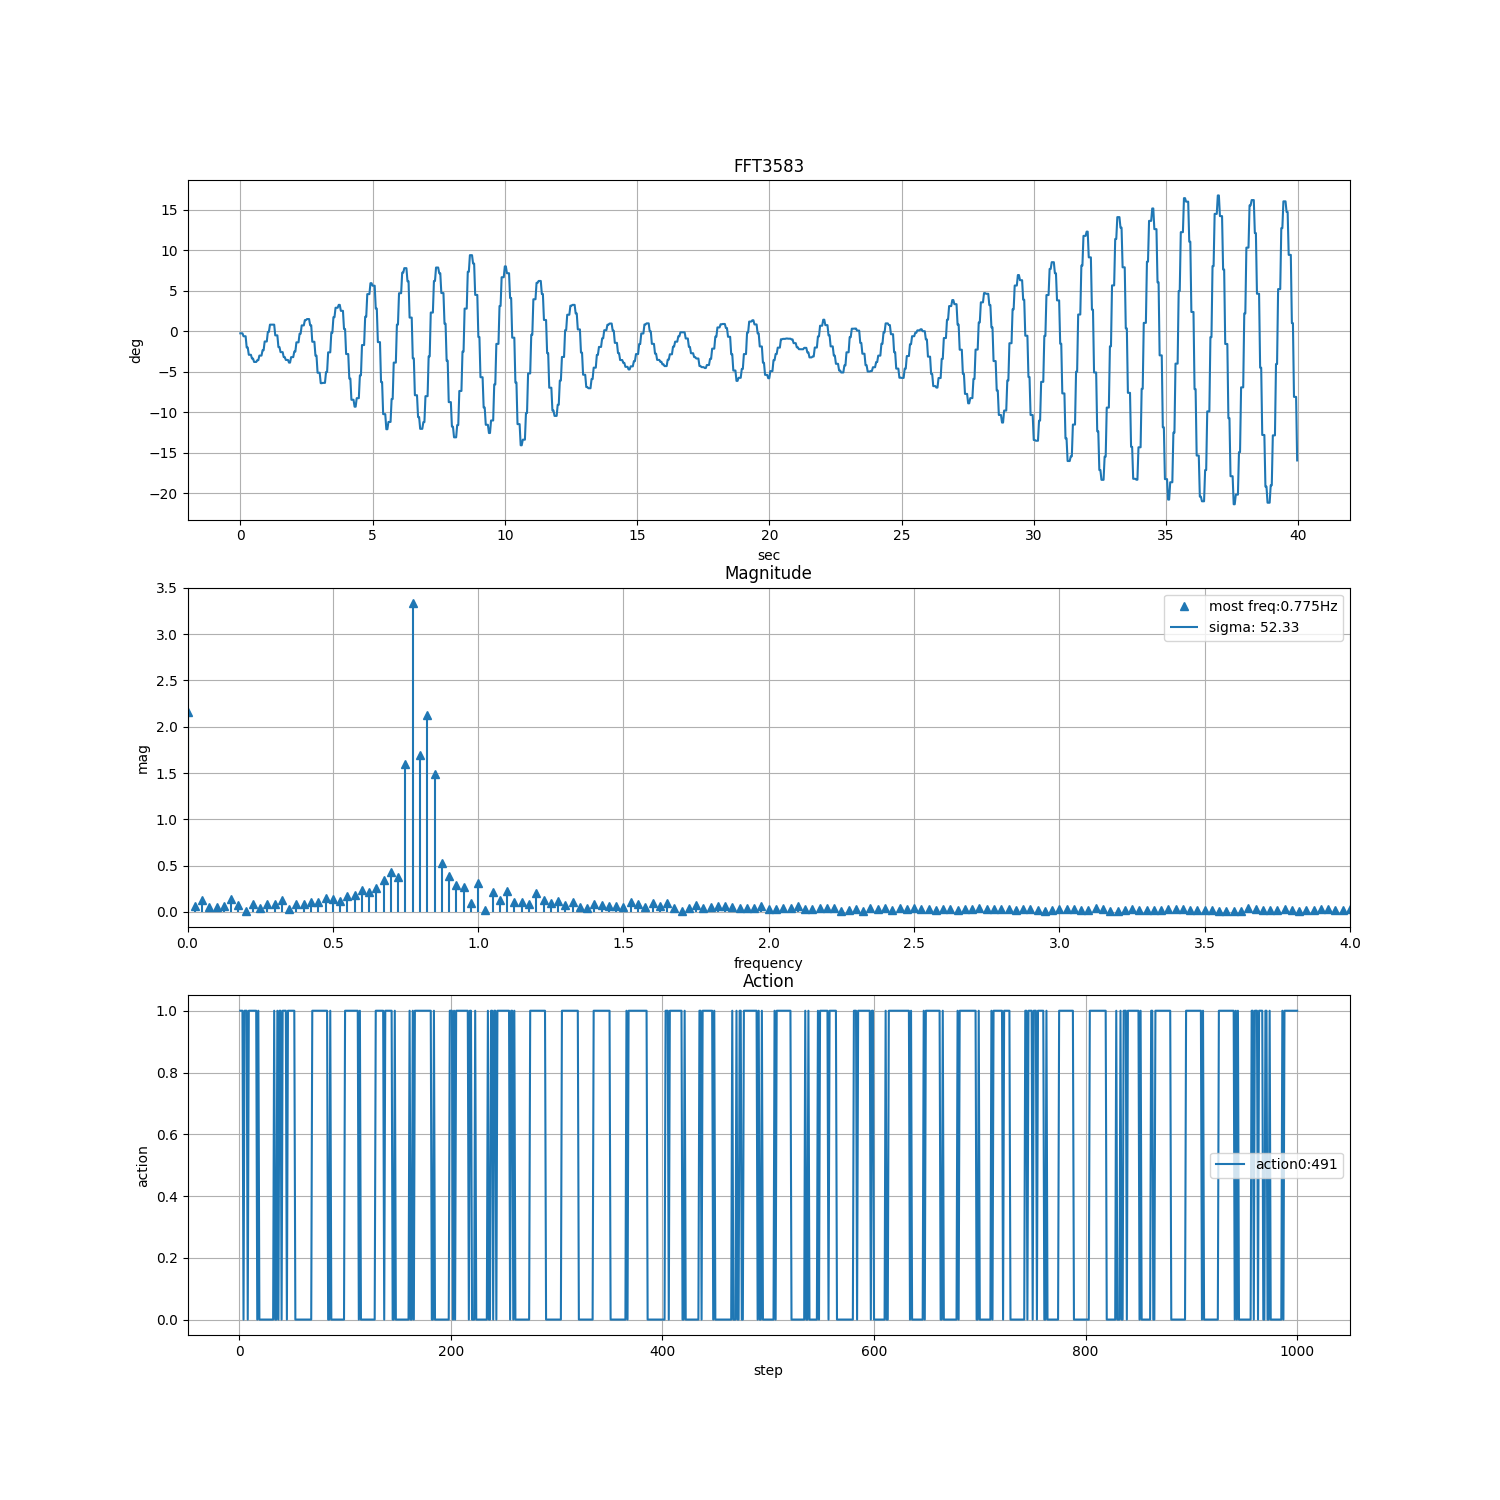 FFT3583
deg
15
10
5
0
−5
−10
−15
−20
0 5 10 15 20 25 30 35 40
sec
Magnitude
mag
3.5
3.0
2.5
2.0
1.5
1.0
0.5
0.0
most freq:0.775Hz
sigma: 52.33
0.0 0.5 1.0 1.5 2.0 2.5 3.0 3.5 4.0
frequency
Action
action
1.0
0.8
0.6
0.4
0.2
0.0
action0:491
0 200 400 600 800 1000
step